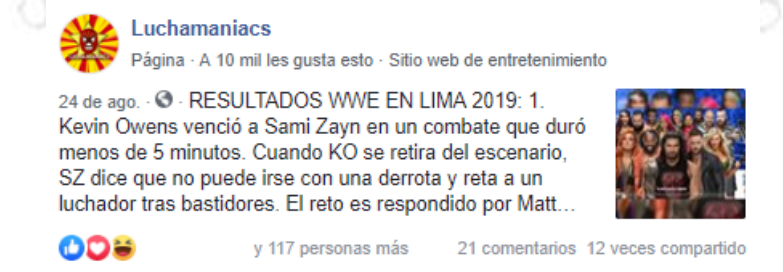 Luchamaniacs
Página · A 10 mil les gusta esto · Sitio web de entretenimiento
24 de ago. · RESULTADOS WWE EN LIMA 2019: 1.
Kevin Owens venció a Sami Zayn en un combate que duró
menos de 5 minutos. Cuando KO se retira del escenario,
SZ dice que no puede irse con una derrota y reta a un
luchador tras bastidores. El reto es respondido por Matt...
y 117 personas más 21 comentarios 12 veces compartido